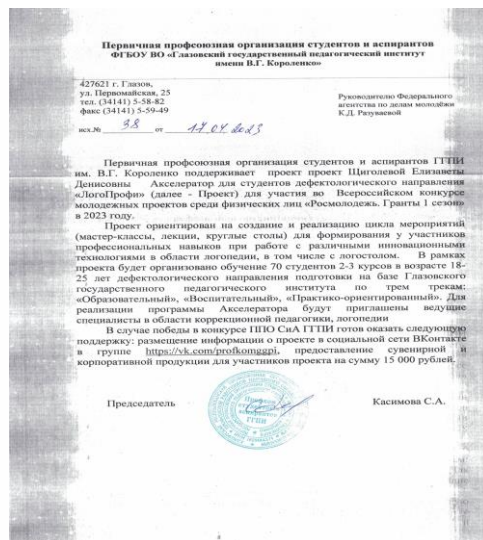 Первичная профсоюзная организация студентов и аспирантов
ФГБОУ ВО «Глазовский государственный педагогический институт
имени В.Г. Короленко»
427621 г. Глазов,
ул. Первомайская, 25
тел. (34141) 5-58-82
факс (34141) 5-59-49
исх.№ 38 от 17.04.2023
Руководителю Федерального
агентства по делам молодёжи
К.Д. Разуваевой
Первичная профсоюзная организация студентов и аспирантов ГГПИ
им. В.Г. Короленко поддерживает проект проект Щиголевой Елизаветы
Денисовны Акселератор для студентов дефектологического направления
«ЛогоПрофи» (далее - Проект) для участия во Всероссийском конкурсе
молодежных проектов среди физических лиц «Росмолодежь. Гранты 1 сезон»
в 2023 году.
Проект ориентирован на создание и реализацию цикла мероприятий
(мастер-классы, лекции, круглые столы) для формирования у участников
профессиональных навыков при работе с различными инновационными
технологиями в области логопедии, в том числе с логостолом. В рамках
проекта будет организовано обучение 70 студентов 2-3 курсов в возрасте 18-
25 лет дефектологического направления подготовки на базе Глазовского
государственного педагогического института по трем трекам:
«Образовательный», «Воспитательный», «Практико-ориентированный». Для
реализации программы Акселератора будут приглашены ведущие
специалисты в области коррекционной педагогики, логопедии
В случае победы в конкурсе ППО СиА ГГПИ готов оказать следующую
поддержку: размещение информации о проекте в социальной сети ВКонтакте
в группе https://vk.com/profkomggpi, предоставление сувенирной и
корпоративной продукции для участников проекта на сумму 15 000 рублей.
Председатель
Касимова С.А.
ГГПИ